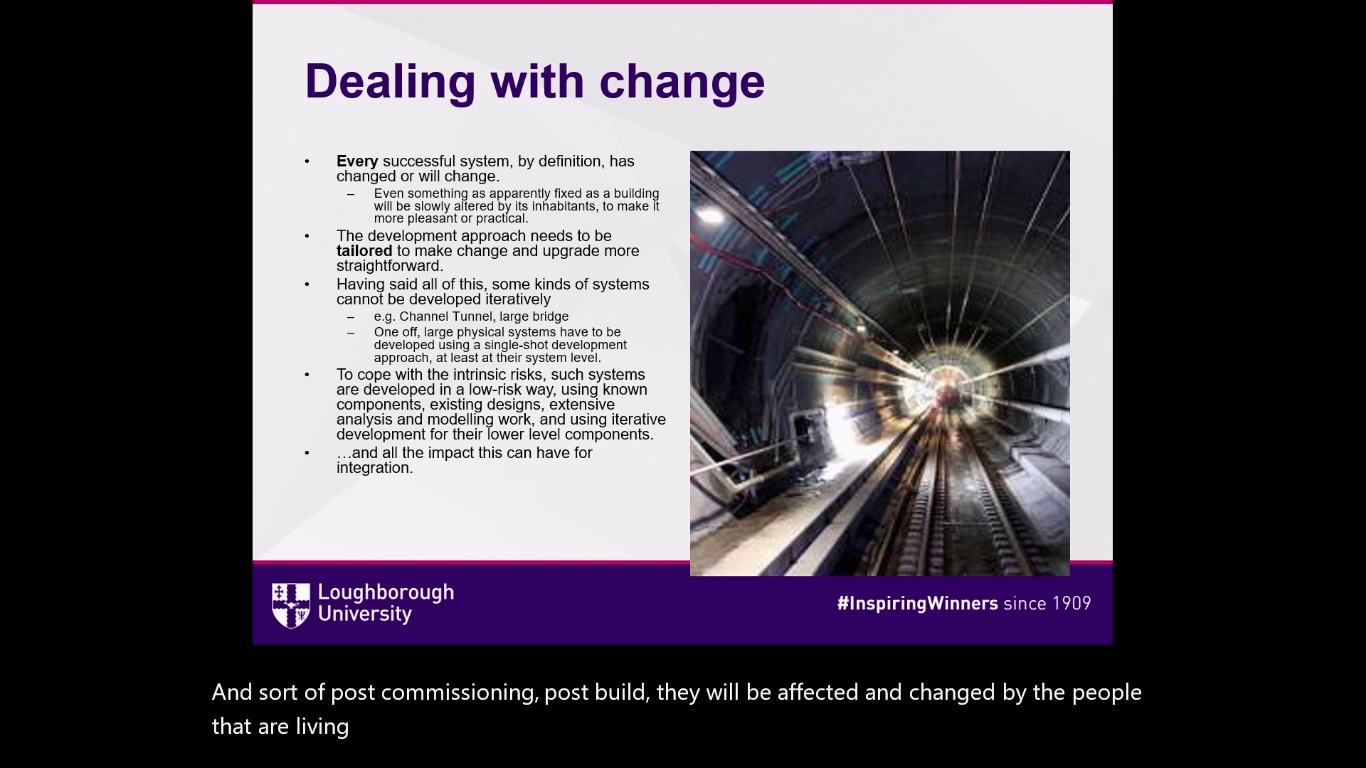 Dealing with change
• Every successful system, by definition, has
changed or will change.
– Even something as apparently fixed as a building
will be slowly altered by its inhabitants, to make it
more pleasant or practical.
• The development approach needs to be
tailored to make change and upgrade more
straightforward.
• Having said all of this, some kinds of systems
cannot be developed iteratively
– e.g. Channel Tunnel, large bridge
– One off, large physical systems have to be
developed using a single-shot development
approach, at least at their system level.
• To cope with the intrinsic risks, such systems
are developed in a low-risk way, using known
components, existing designs, extensive
analysis and modelling work, and using iterative
development for their lower level components.
• …and all the impact this can have for
integration.
Loughborough
University
#InspiringWinners since 1909
And sort of post commissioning, post build, they will be affected and changed by the people
that are living